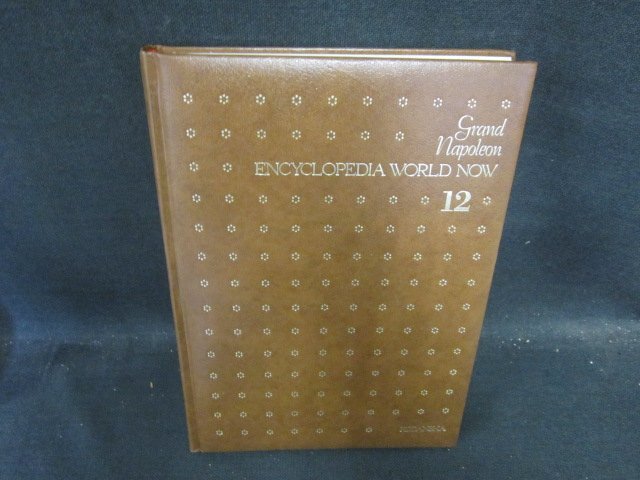 Grand
Napoleon
ENCYCLOPEDIA WORLD NOW
12